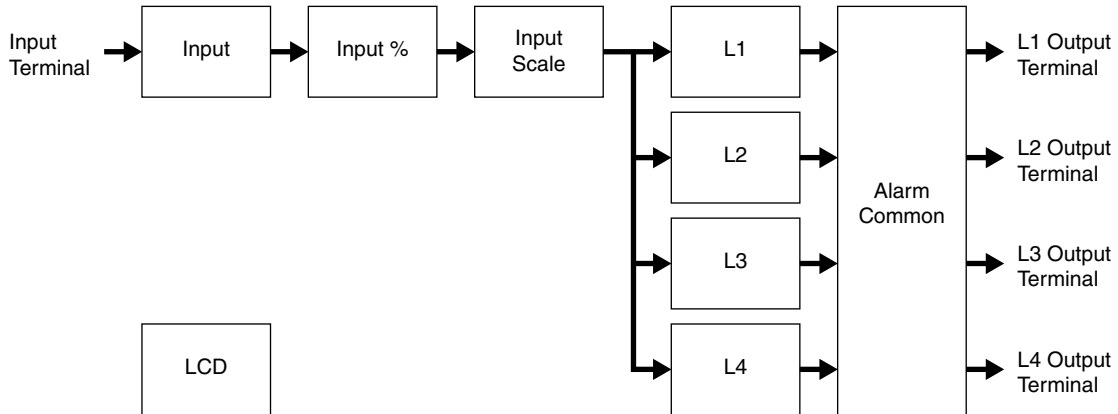 Input
Terminal
Input
Input %
Input
Scale
L1
L2
L3
L4
Alarm
Common
L1 Output
Terminal
L2 Output
Terminal
L3 Output
Terminal
L4 Output
Terminal
LCD